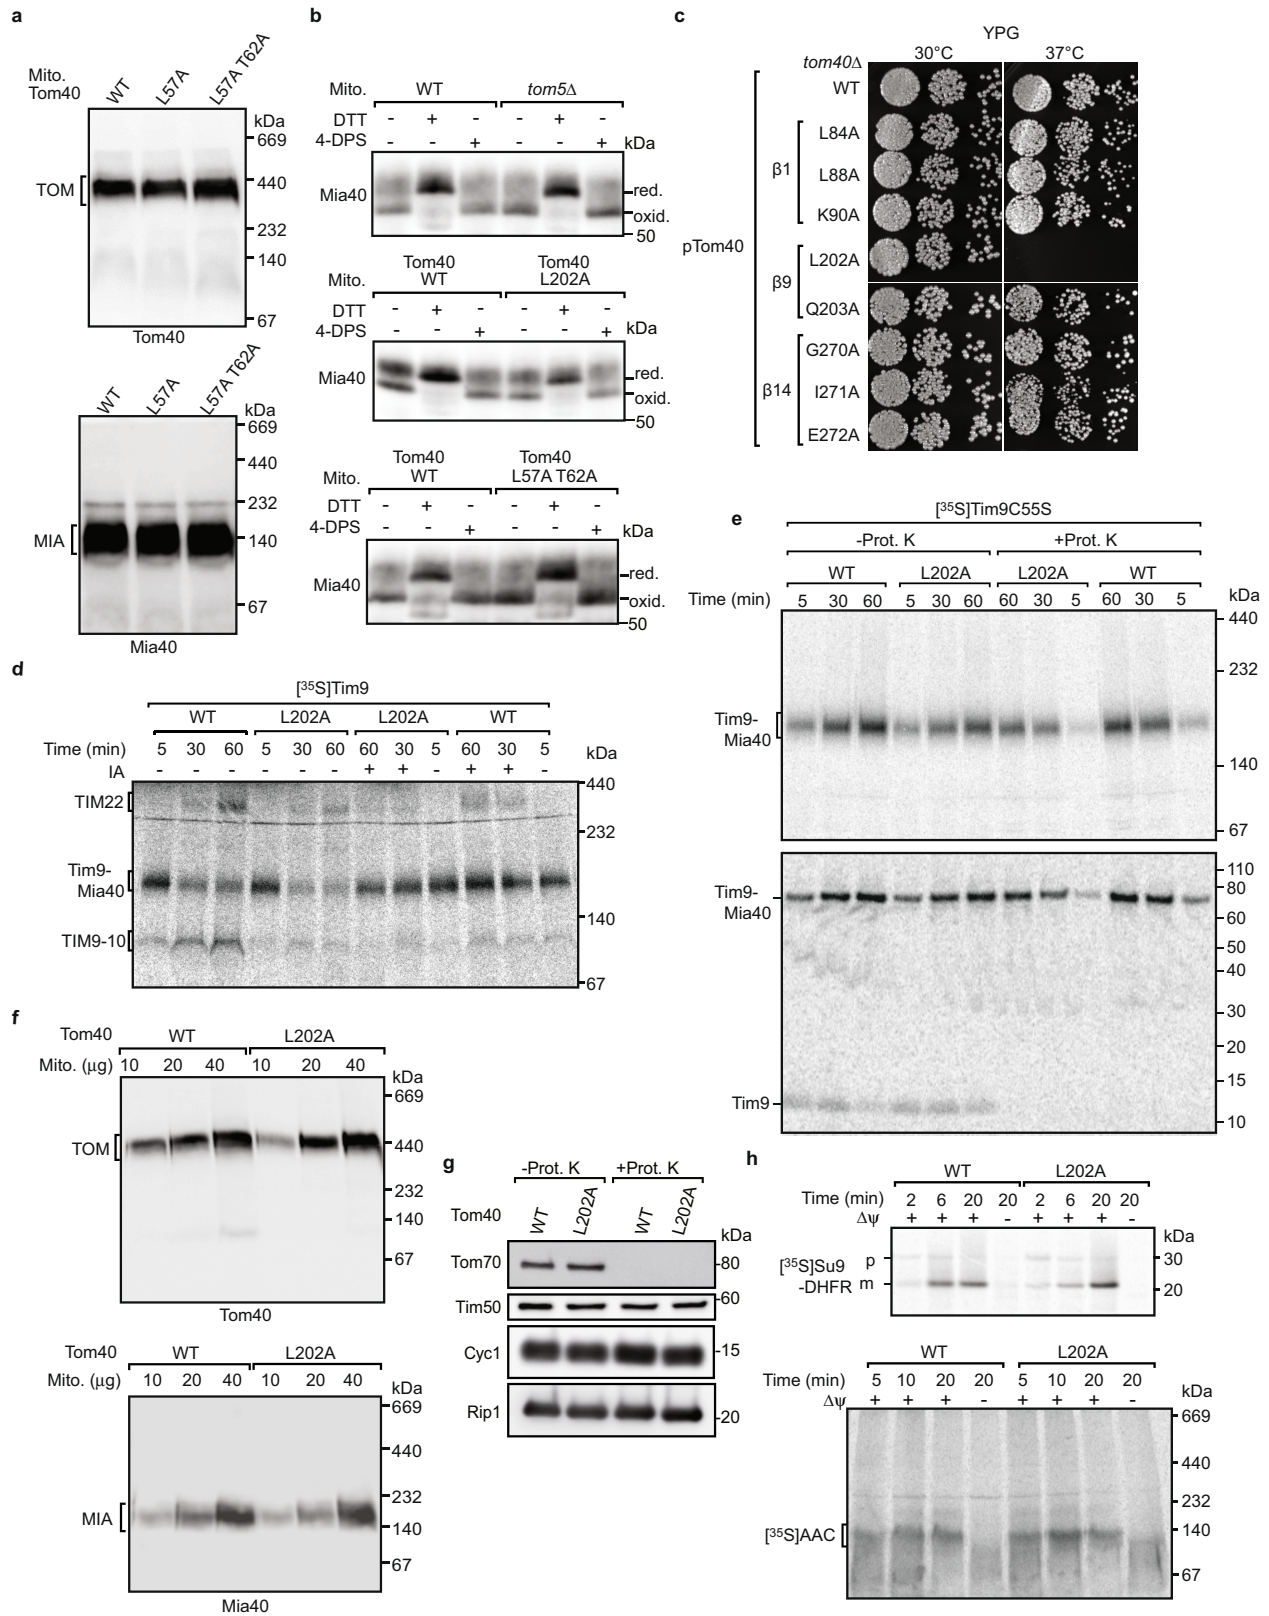 a
Mito.
Tom40
WT
L57A
L57A T62A
kDa
669
440
232
140
67
TOM
Tom40
WT
L57A
L57A T62A
kDa
669
440
232
140
67
MIA
Mia40
b
Mito. WT tom5Δ
DTT - + - - + -
4-DPS - - + - - + kDa
Mia40
red.
oxid.
50
Tom40 Tom40
Mito. WT L202A
DTT - + - - + -
4-DPS - - + - - + kDa
Mia40
red.
oxid.
50
Tom40 Tom40
Mito. WT L57A T62A
DTT - + - - + -
4-DPS - - + - - + kDa
Mia40
red.
oxid.
50
c
YPG
30°C 37°C
tom40Δ
WT
L84A
β1 L88A
K90A
pTom40
L202A
β9
Q203A
G270A
β14 I271A
E272A
d
[³⁵S]Tim9
WT L202A L202A WT
Time (min) 5 30 60 5 30 60 60 30 5 60 30 5 kDa
IA - - - - - - + + - + + -
440
TIM22
232
Tim9-
Mia40
140
TIM9-10
67
e
[³⁵S]Tim9C55S
-Prot. K +Prot. K
WT L202A L202A WT
Time (min) 5 30 60 5 30 60 60 30 5 60 30 5 kDa
440
232
Tim9-
Mia40
140
67
110
Tim9-
Mia40
80
60
50
40
30
20
15
Tim9
10
f
Tom40 WT L202A
Mito. (μg) 10 20 40 10 20 40 kDa
669
TOM 440
232
140
67
Tom40
Tom40 WT L202A
Mito. (μg) 10 20 40 10 20 40 kDa
669
440
232
MIA
140
67
Mia40
g
-Prot. K +Prot. K
Tom40 WT L202A WT L202A kDa
Tom70 80
Tim50 60
Cyc1 15
Rip1 20
h
WT L202A
Time (min) 2 6 20 20 2 6 20 20
Δψ + + + - + + + - kDa
[³⁵S]Su9 p 30
-DHFR m 20
WT L202A
Time (min) 5 10 20 20 5 10 20 20 kDa
Δψ + + + - + + + -
669
440
232
[³⁵S]AAC 140
67